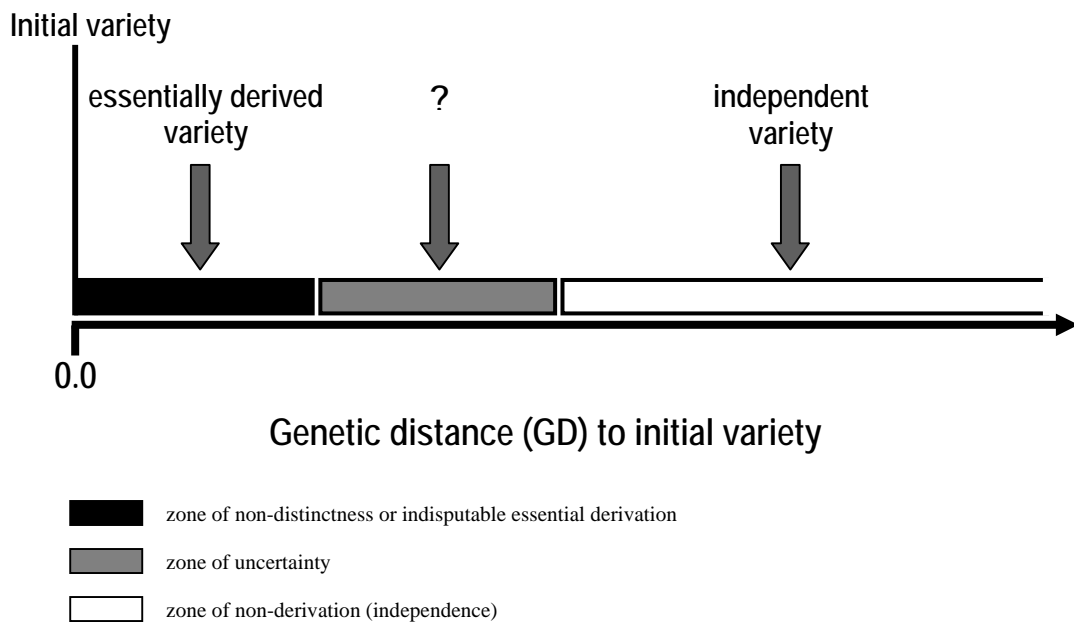 Initial variety
essentially derived
variety
?
independent
variety
0.0
Genetic distance (GD) to initial variety
zone of non-distinctness or indisputable essential derivation
zone of uncertainty
zone of non-derivation (independence)